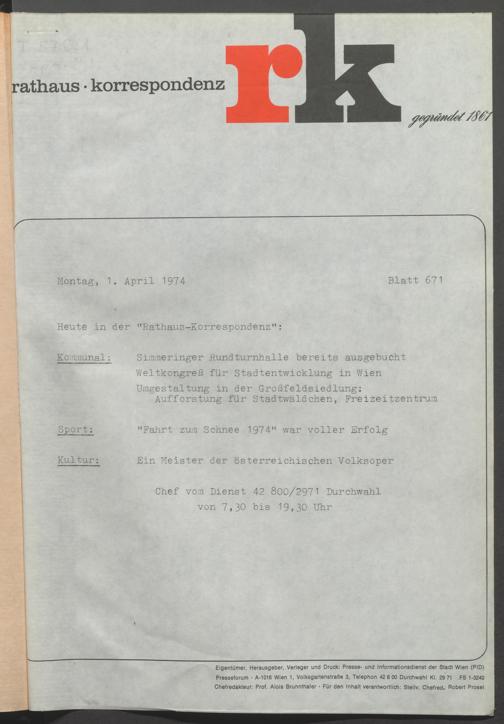 rathaus · korrespondenz
rk
gegründet 1861
Montag, 1. April 1974 Blatt 671
Heute in der "Rathaus-Korrespondenz":
Kommunal: Simmeringer Rundturnhalle bereits ausgebucht
Weltkongreß für Stadtentwicklung in Wien
Umgestaltung in der Großfeldsiedlung:
Aufforstung für Stadtwäldchen, Freizeitzentrum
Sport: "Fahrt zum Schnee 1974" war voller Erfolg
Kultur: Ein Meister der österreichischen Volksoper
Chef vom Dienst 42 800/2971 Durchwahl
von 7,30 bis 19,30 Uhr
Eigentümer, Herausgeber, Verleger und Druck: Presse- und Informationsdienst der Stadt Wien (PID)
Presseforum · A-1016 Wien 1, Volksgartenstraße 3, Telephon 42 8 00 Durchwahl Kl. 29 71 · FS 1-3240
Chefredakteur: Prof. Alois Brunnthaler · Für den Inhalt verantwortlich: Stellv. Chefred. Robert Prosel